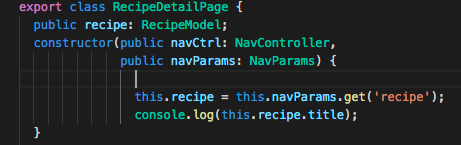 export class RecipeDetailPage {
public recipe: RecipeModel;
constructor(public navCtrl: NavController,
public navParams: NavParams) {
this.recipe = this.navParams.get('recipe');
console.log(this.recipe.title);
}